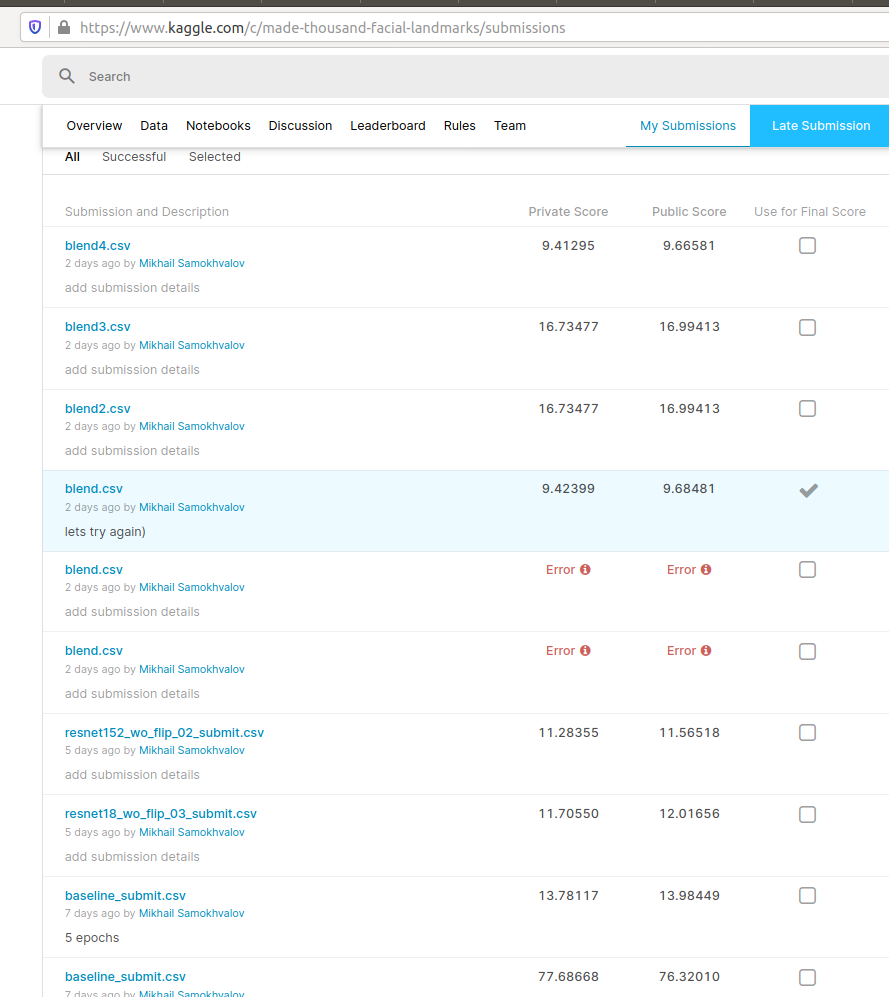 https://www.kaggle.com/c/made-thousand-facial-landmarks/submissions
Search
Overview Data Notebooks Discussion Leaderboard Rules Team My Submissions Late Submission
All Successful Selected
Submission and Description Private Score Public Score Use for Final Score
blend4.csv 9.41295 9.66581
2 days ago by Mikhail Samokhvalov
add submission details
blend3.csv 16.73477 16.99413
2 days ago by Mikhail Samokhvalov
add submission details
blend2.csv 16.73477 16.99413
2 days ago by Mikhail Samokhvalov
add submission details
blend.csv 9.42399 9.68481
2 days ago by Mikhail Samokhvalov
lets try again)
blend.csv Error Error
2 days ago by Mikhail Samokhvalov
add submission details
blend.csv Error Error
2 days ago by Mikhail Samokhvalov
add submission details
resnet152_wo_flip_02_submit.csv 11.28355 11.56518
5 days ago by Mikhail Samokhvalov
add submission details
resnet18_wo_flip_03_submit.csv 11.70550 12.01656
5 days ago by Mikhail Samokhvalov
add submission details
baseline_submit.csv 13.78117 13.98449
7 days ago by Mikhail Samokhvalov
5 epochs
baseline_submit.csv 77.68668 76.32010
7 days ago by Mikhail Samokhvalov